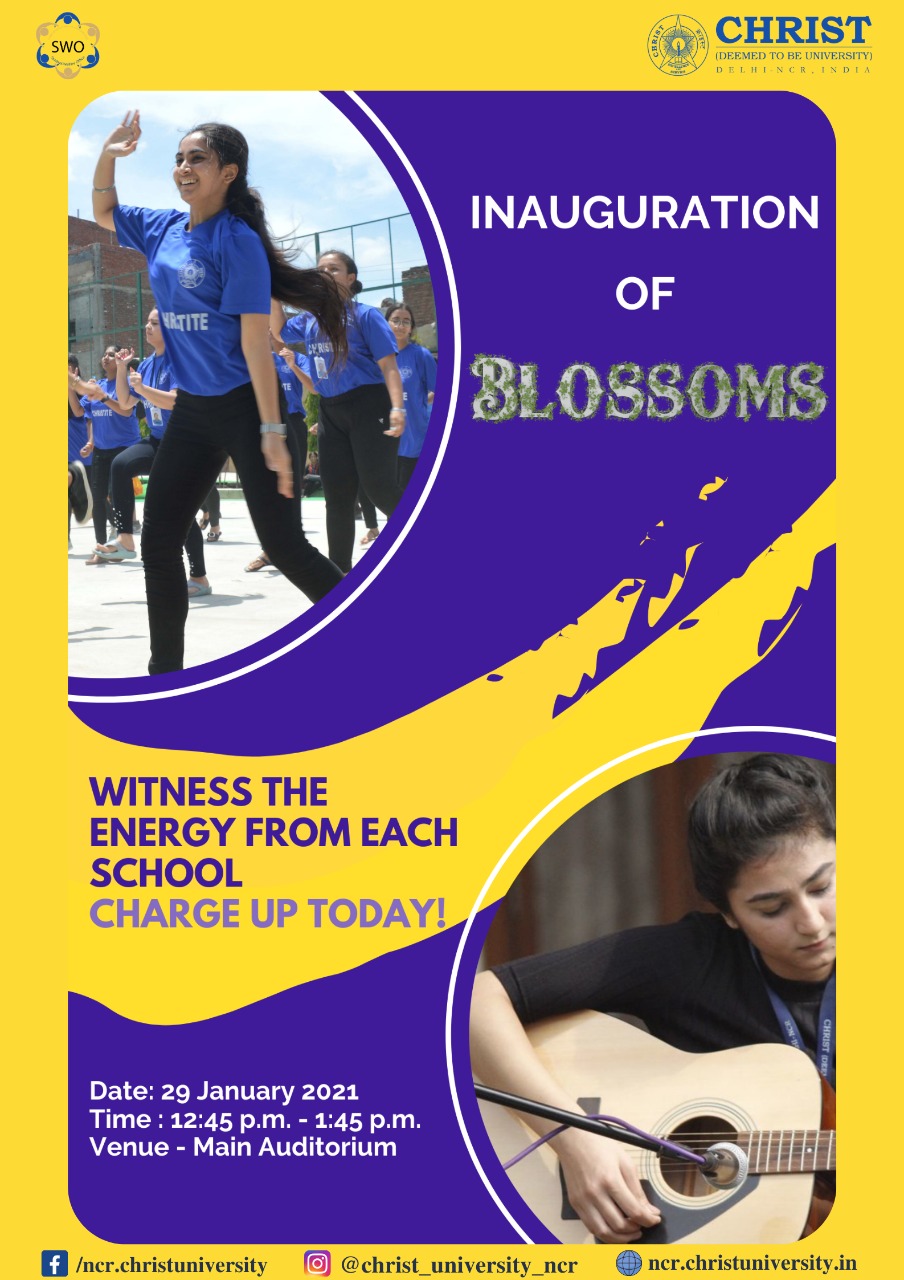 SWO
CHRIST
(DEEMED TO BE UNIVERSITY)
DELHI-NCR, INDIA
INAUGURATION
OF
BLOSSOMS
CHRISTITE
WITNESS THE
ENERGY FROM EACH
SCHOOL
CHARGE UP TODAY!
Date: 29 January 2021
Time : 12:45 p.m. - 1:45 p.m.
Venue - Main Auditorium
/ncr.christuniversity
@christ_university_ncr
ncr.christuniversity.in